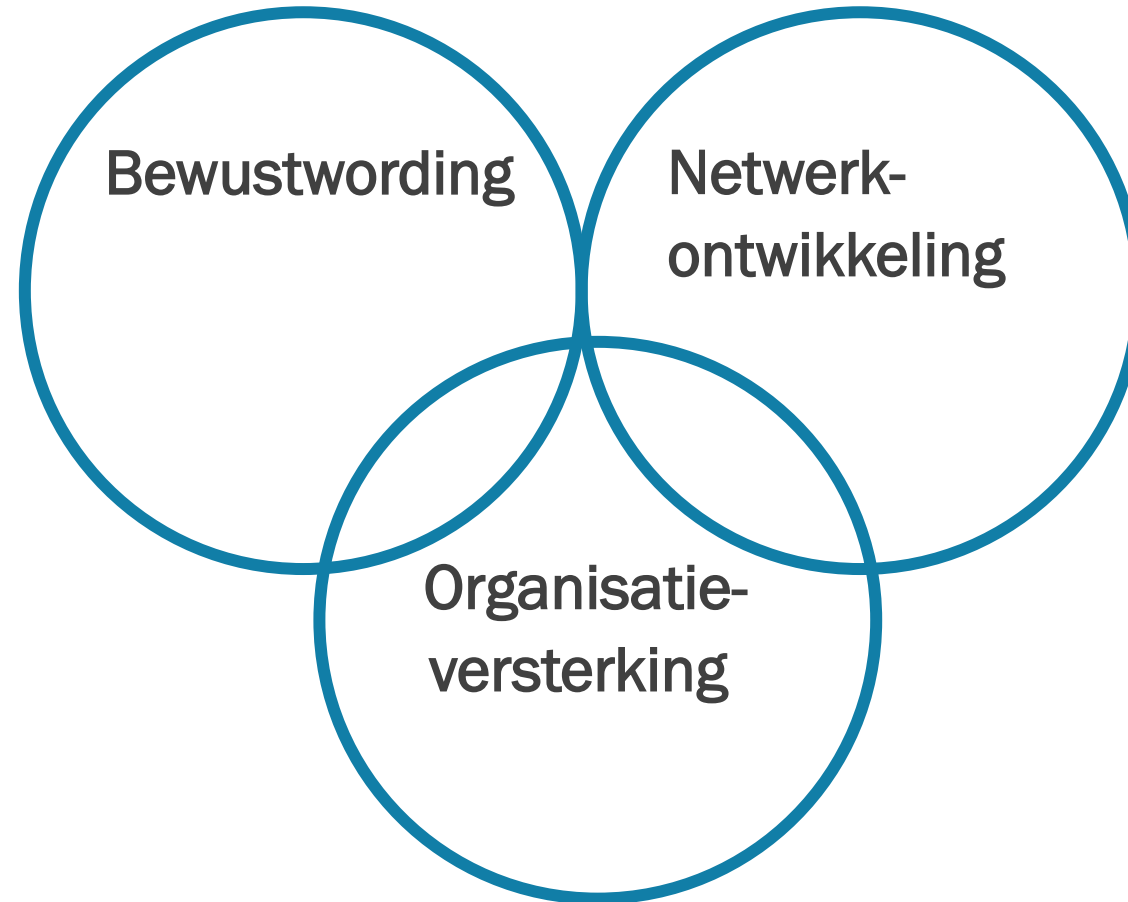 Bewustwording
Netwerk-
ontwikkeling
Organisatie-
versterking